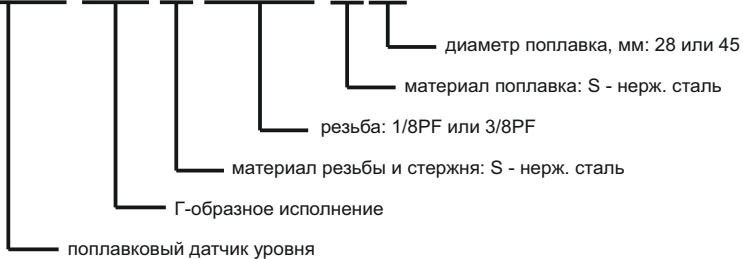 диаметр поплавка, мм: 28 или 45
материал поплавка: S - нерж. сталь
резьба: 1/8PF или 3/8PF
материал резьбы и стержня: S - нерж. сталь
Г-образное исполнение
поплавковый датчик уровня